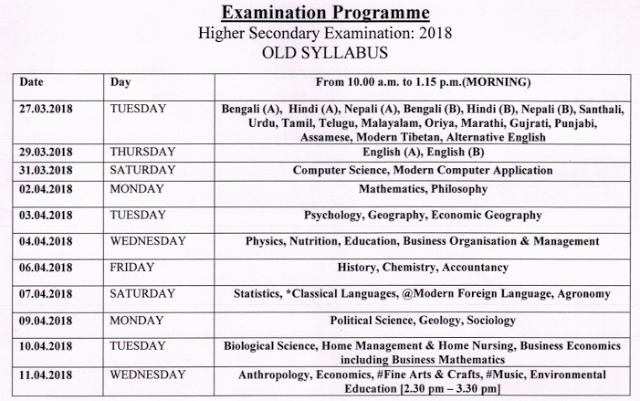 Examination Programme
Higher Secondary Examination: 2018
OLD SYLLABUS
Date Day From 10.00 a.m. to 1.15 p.m.(MORNING)
27.03.2018 TUESDAY Bengali (A), Hindi (A), Nepali (A), Bengali (B), Hindi (B), Nepali (B), Santhali,
Urdu, Tamil, Telugu, Malayalam, Oriya, Marathi, Gujrati, Punjabi,
Assamese, Modern Tibetan, Alternative English
29.03.2018 THURSDAY English (A), English (B)
31.03.2018 SATURDAY Computer Science, Modern Computer Application
02.04.2018 MONDAY Mathematics, Philosophy
03.04.2018 TUESDAY Psychology, Geography, Economic Geography
04.04.2018 WEDNESDAY Physics, Nutrition, Education, Business Organisation & Management
06.04.2018 FRIDAY History, Chemistry, Accountancy
07.04.2018 SATURDAY Statistics, *Classical Languages, @Modern Foreign Language, Agronomy
09.04.2018 MONDAY Political Science, Geology, Sociology
10.04.2018 TUESDAY Biological Science, Home Management & Home Nursing, Business Economics
including Business Mathematics
11.04.2018 WEDNESDAY Anthropology, Economics, #Fine Arts & Crafts, #Music, Environmental
Education [2.30 pm – 3.30 pm]